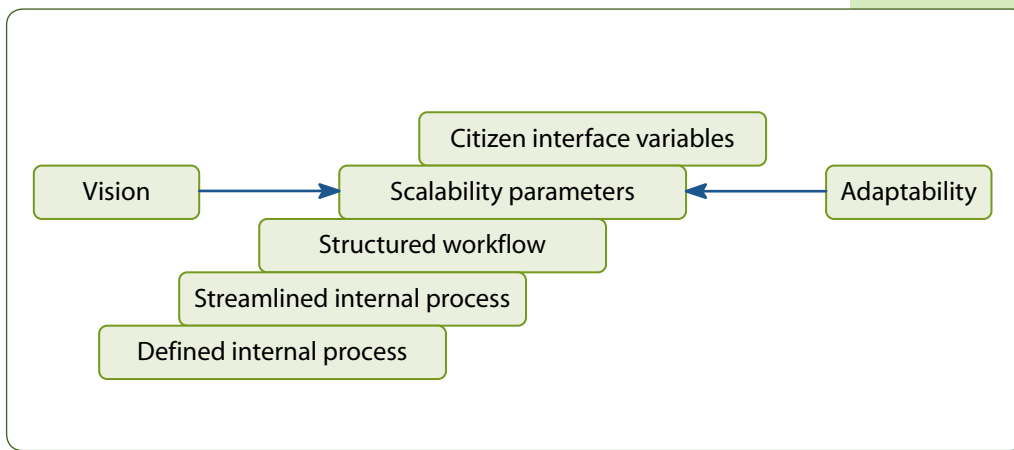 Citizen interface variables
Vision
Scalability parameters
Adaptability
Structured workflow
Streamlined internal process
Defined internal process